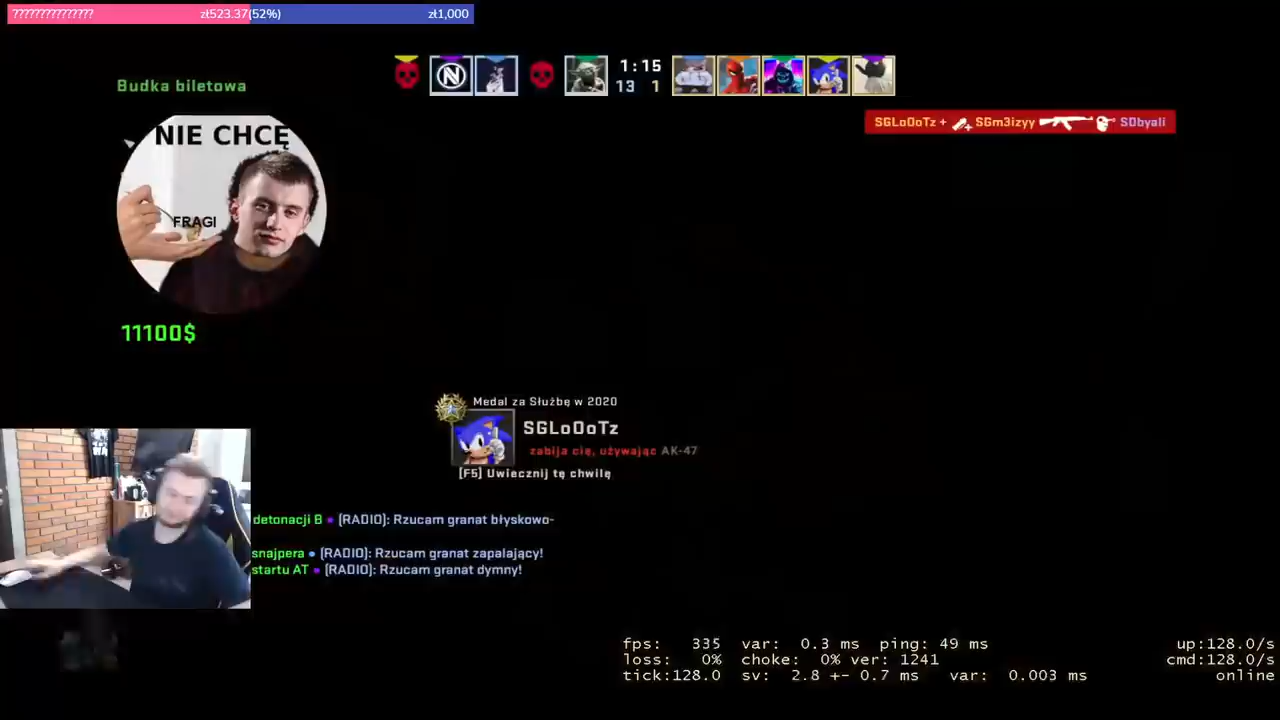 ??????????????? zł523.37(52%) zł1,000
1:15
13 1
Budka biletowa
NIE CHCĘ
FRAGI
11100$
SGLoOoTz + SGm3izyy SObyali
Medal za Służbę w 2020
SGLoOoTz
zabija cię, używając AK-47
[F5] Uwiecznij tę chwilę
detonacji B ● (RADIO): Rzucam granat błyskowo-
snajpera ● (RADIO): Rzucam granat zapalający!
startu AT ● (RADIO): Rzucam granat dymny!
fps: 335 var: 0.3 ms ping: 49 ms up:128.0/s
loss: 0% choke: 0% ver: 1241 cmd:128.0/s
tick:128.0 sv: 2.8 +- 0.7 ms var: 0.003 ms online